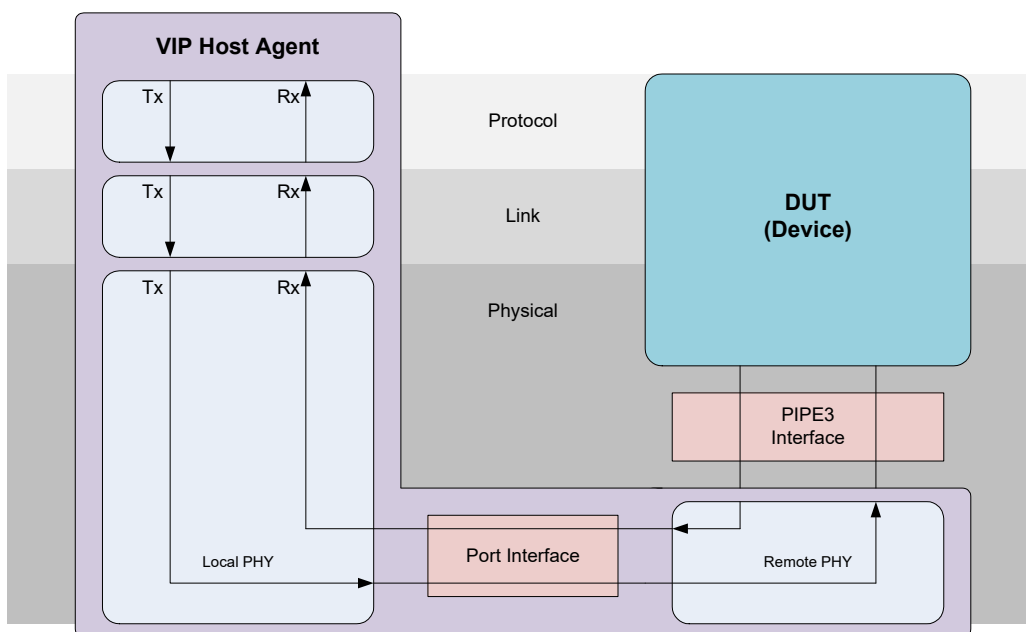 VIP Host Agent
Tx
Rx
Protocol
Tx
Rx
Link
DUT
(Device)
Tx
Rx
Physical
PIPE3
Interface
Port Interface
Local PHY
Remote PHY